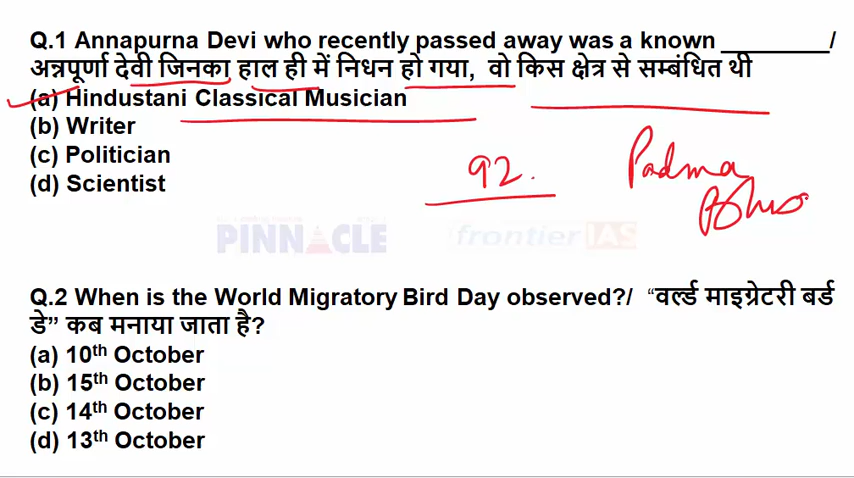 Q.1 Annapurna Devi who recently passed away was a known ________/
अन्नपूर्णा देवी जिनका हाल ही में निधन हो गया, वो किस क्षेत्र से सम्बंधित थी
(a) Hindustani Classical Musician
(b) Writer
(c) Politician
(d) Scientist
92.
Padma
PINNACLE
frontier IAS
Q.2 When is the World Migratory Bird Day observed?/ “वर्ल्ड माइग्रेटरी बर्ड
डे” कब मनाया जाता है?
(a) 10th October
(b) 15th October
(c) 14th October
(d) 13th October